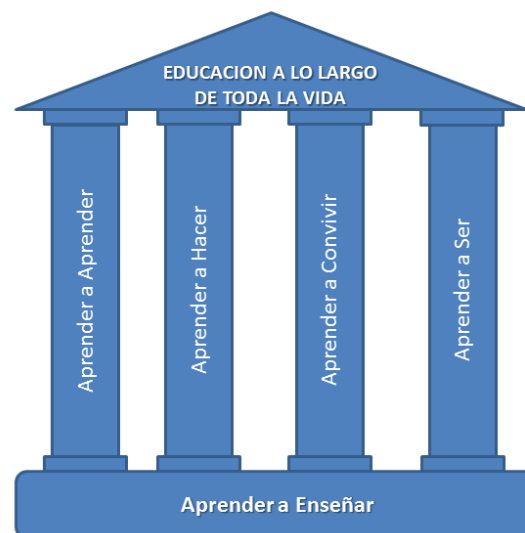 EDUCACION A LO LARGO
DE TODA LA VIDA
Aprender a Aprender
Aprender a Hacer
Aprender a Convivir
Aprender a Ser
Aprender a Enseñar